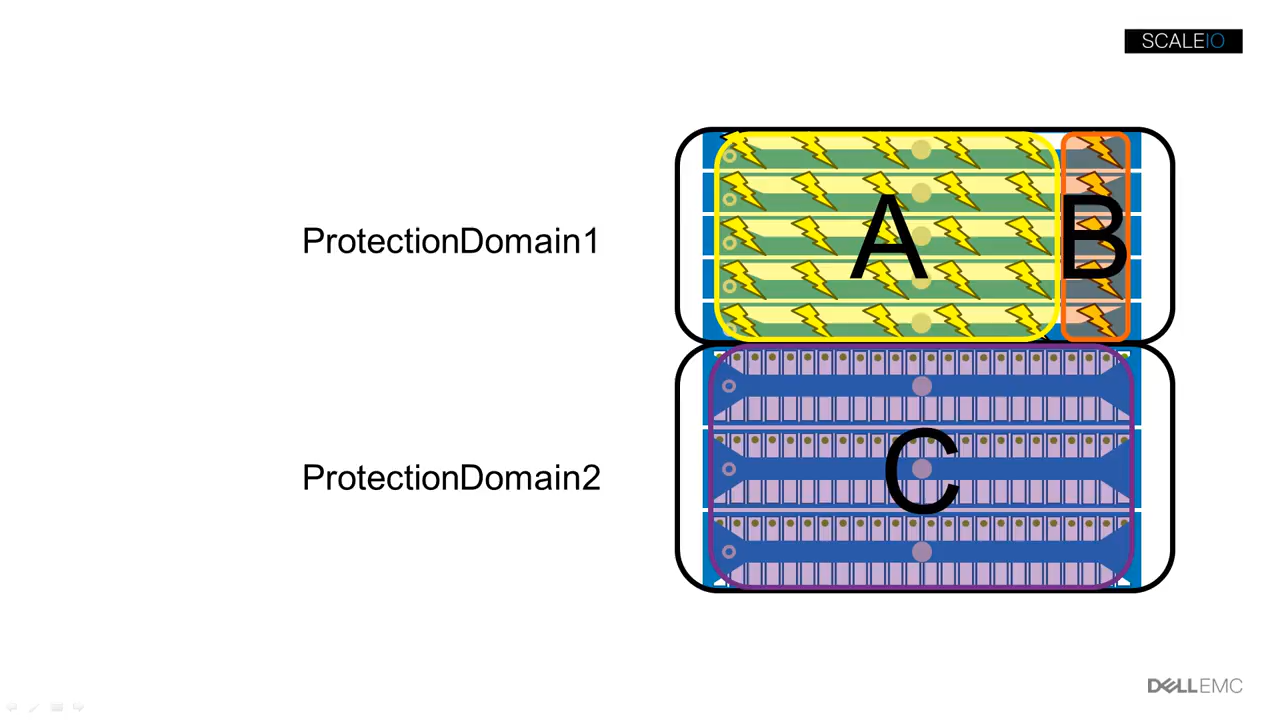 SCALEIO
ProtectionDomain1
A
B
ProtectionDomain2
C
DELLEMC